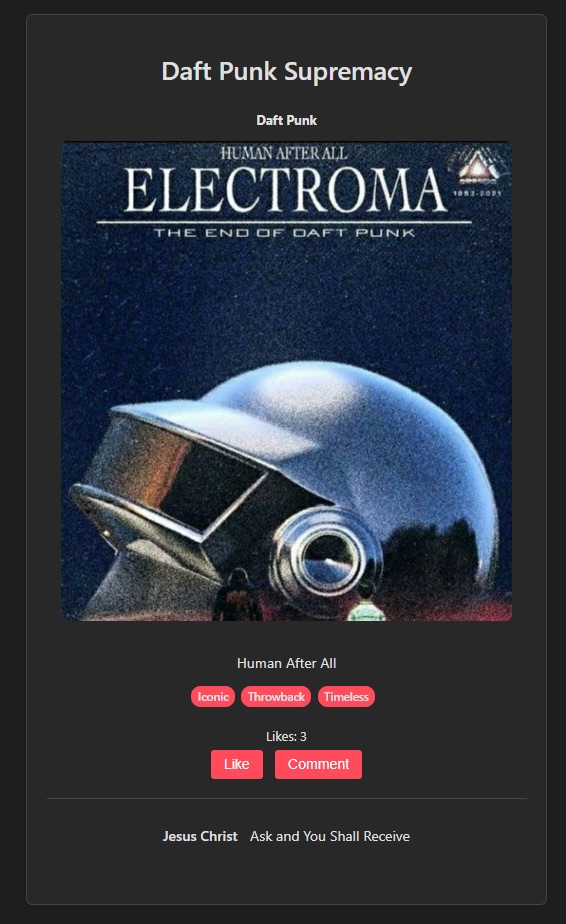 Daft Punk Supremacy
Daft Punk
HUMAN AFTER ALL
ELECTROMA
1993-2021
THE END OF DAFT PUNK
Human After All
Iconic Throwback Timeless
Likes: 3
Like Comment
Jesus Christ Ask and You Shall Receive